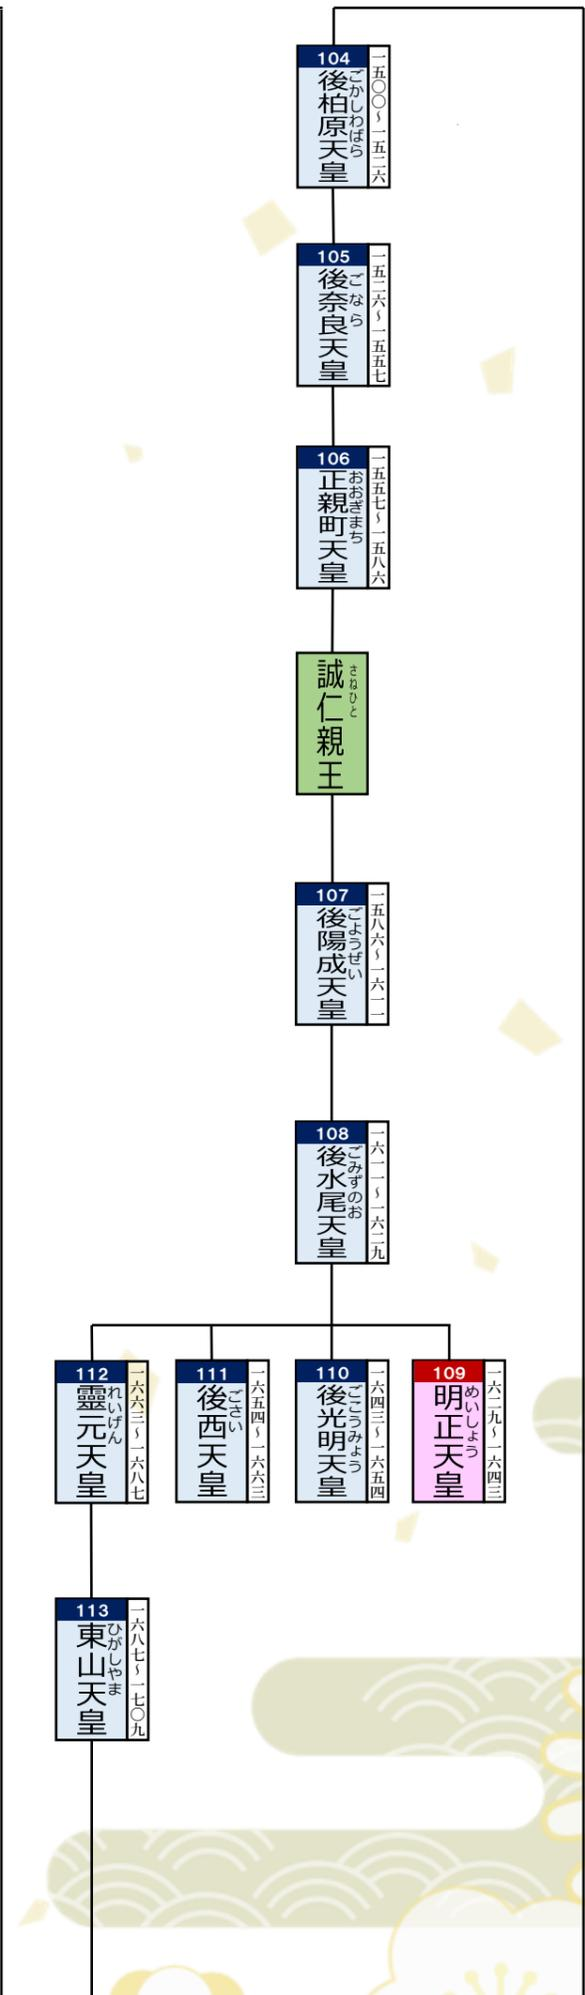 104
後柏原天皇
ごかしわばら
一五〇〇~一五二六
105
後奈良天皇
ごなら
一五二六~一五五七
106
正親町天皇
おおぎまち
一五五七~一五八六
誠仁親王
さねひと
107
後陽成天皇
ごようぜい
一五八六~一六一一
108
後水尾天皇
ごみずのお
一六一一~一六二九
109
明正天皇
めいしょう
一六二九~一六四三
110
後光明天皇
ごこうみょう
一六四三~一六五四
111
後西天皇
ごさい
一六五四~一六六三
112
靈元天皇
れいげん
一六六三~一六八七
113
東山天皇
ひがしやま
一六八七~一七〇九